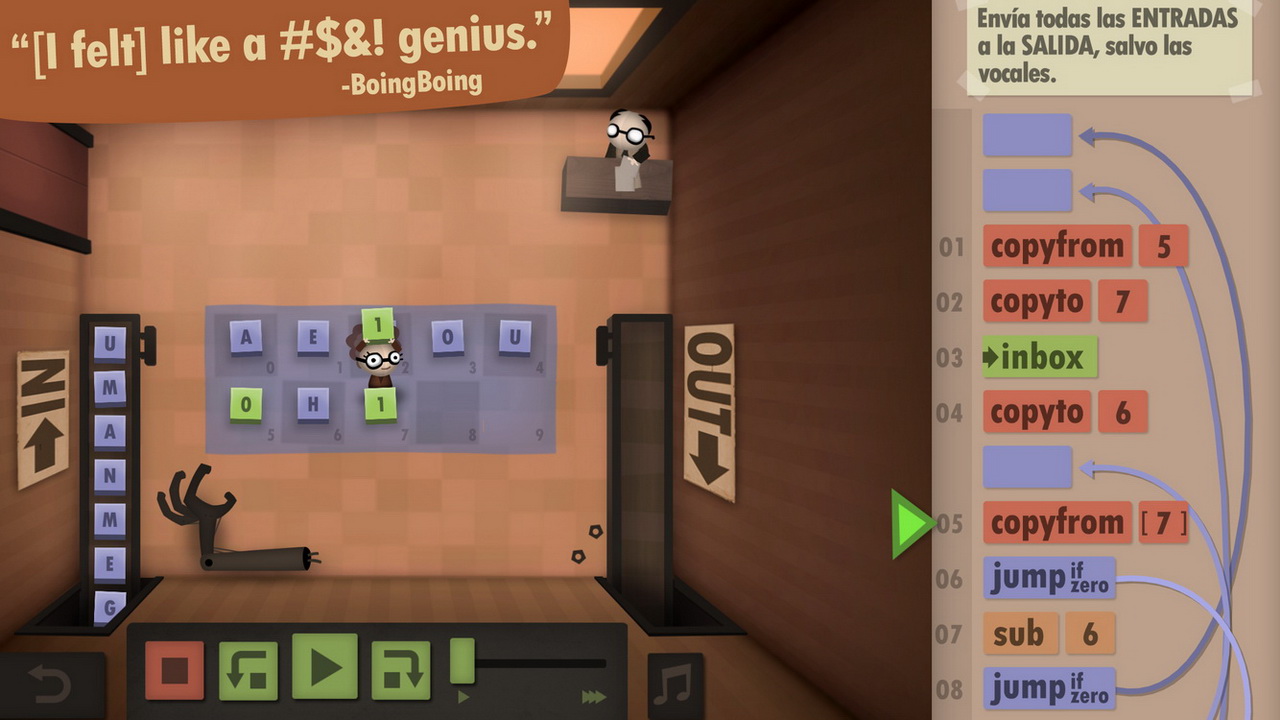 “[I felt] like a #$&! genius.”
-BoingBoing
Envía todas las ENTRADAS
a la SALIDA, salvo las
vocales.
01 copyfrom 5
02 copyto 7
03 inbox
04 copyto 6
05 copyfrom [7]
06 jump if zero
07 sub 6
08 jump if zero
IN
U
M
A
N
M
E
G
1
A 0
E 1
2
O 3
U 4
0 5
H 6
1 7
8
9
OUT